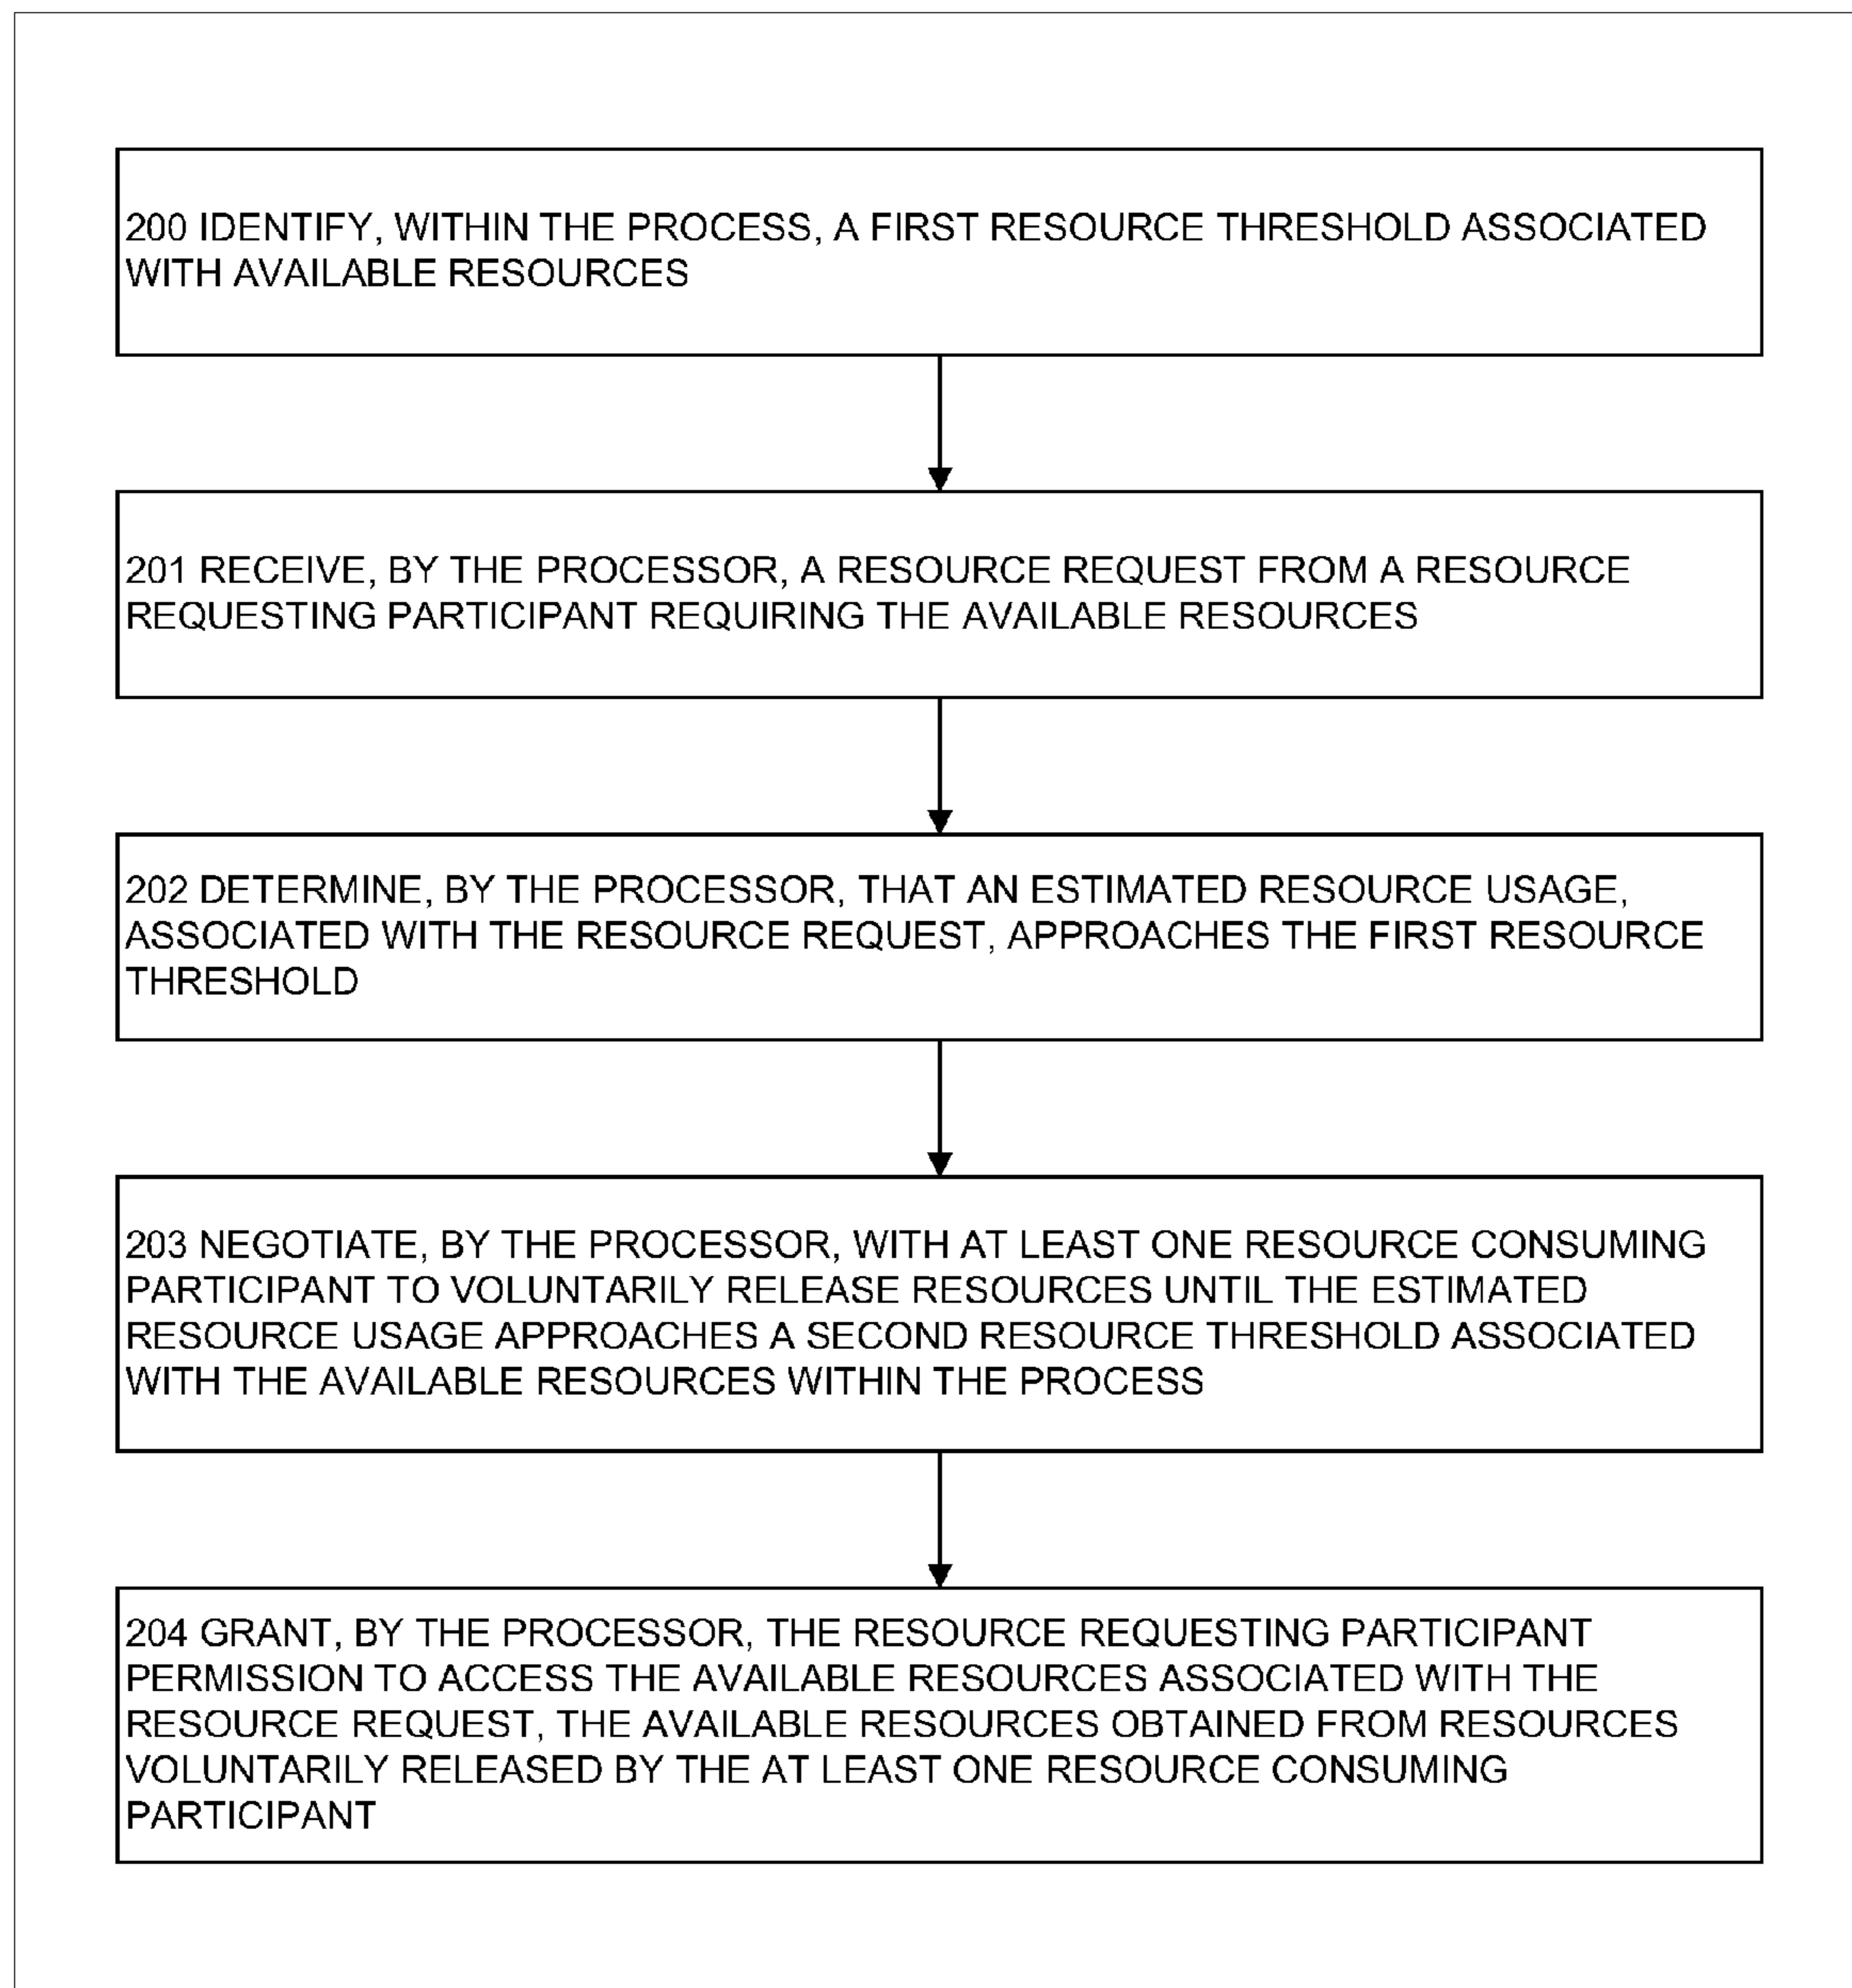 200 IDENTIFY, WITHIN THE PROCESS, A FIRST RESOURCE THRESHOLD ASSOCIATED
WITH AVAILABLE RESOURCES
201 RECEIVE, BY THE PROCESSOR, A RESOURCE REQUEST FROM A RESOURCE
REQUESTING PARTICIPANT REQUIRING THE AVAILABLE RESOURCES
202 DETERMINE, BY THE PROCESSOR, THAT AN ESTIMATED RESOURCE USAGE,
ASSOCIATED WITH THE RESOURCE REQUEST, APPROACHES THE FIRST RESOURCE
THRESHOLD
203 NEGOTIATE, BY THE PROCESSOR, WITH AT LEAST ONE RESOURCE CONSUMING
PARTICIPANT TO VOLUNTARILY RELEASE RESOURCES UNTIL THE ESTIMATED
RESOURCE USAGE APPROACHES A SECOND RESOURCE THRESHOLD ASSOCIATED
WITH THE AVAILABLE RESOURCES WITHIN THE PROCESS
204 GRANT, BY THE PROCESSOR, THE RESOURCE REQUESTING PARTICIPANT
PERMISSION TO ACCESS THE AVAILABLE RESOURCES ASSOCIATED WITH THE
RESOURCE REQUEST, THE AVAILABLE RESOURCES OBTAINED FROM RESOURCES
VOLUNTARILY RELEASED BY THE AT LEAST ONE RESOURCE CONSUMING
PARTICIPANT